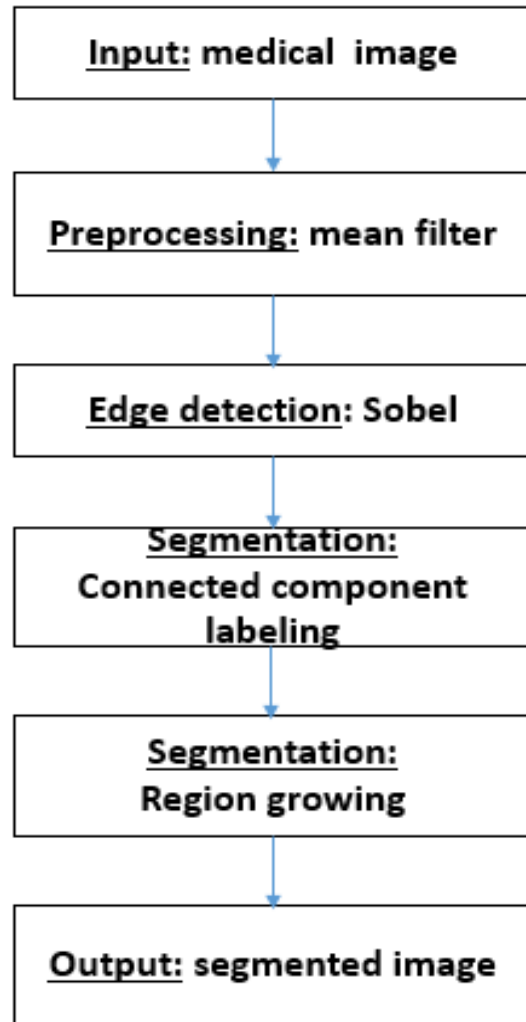 Input: medical image
Preprocessing: mean filter
Edge detection: Sobel
Segmentation:
Connected component
labeling
Segmentation:
Region growing
Output: segmented image